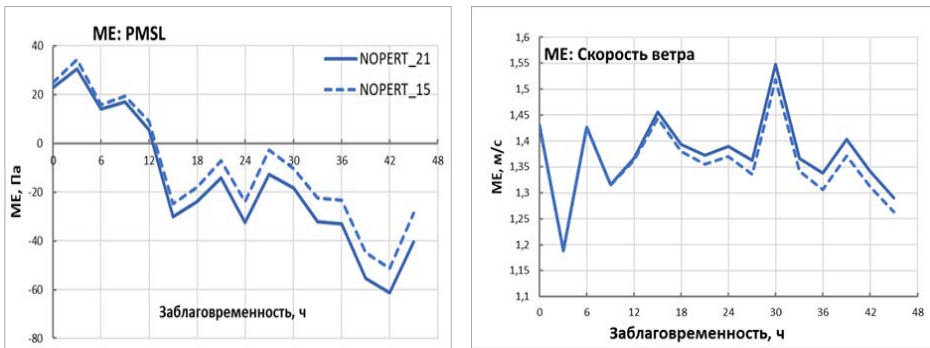 ME: PMSL
NOPERT_21
NOPERT_15
ME, Па
40
20
0
-20
-40
-60
-80
0 6 12 18 24 30 36 42 48
Заблаговременность, ч
ME: Скорость ветра
ME, м/с
1,6
1,55
1,5
1,45
1,4
1,35
1,3
1,25
1,2
1,15
1,1
0 6 12 18 24 30 36 42 48
Заблаговременность, ч